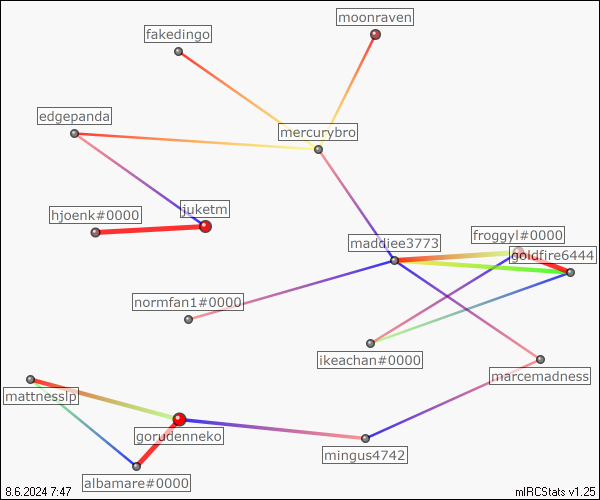 moonraven
fakedingo
edgepanda
mercurybro
juketm
hjoenk#0000
froggyl#0000
maddiee3773
goldfire6444
normfan1#0000
ikeachan#0000
marcemadness
mattnesslp
gorudenneko
mingus4742
albamare#0000
8.6.2024 7:47
mIRCStats v1.25